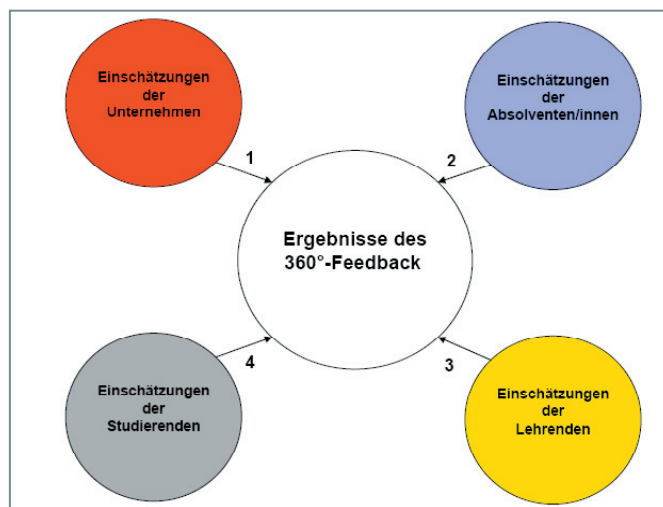 Einschätzungen
der
Unternehmen
Einschätzungen
der
Absolventen/innen
1
2
Ergebnisse des
360°-Feedback
4
3
Einschätzungen
der
Studierenden
Einschätzungen
der
Lehrenden